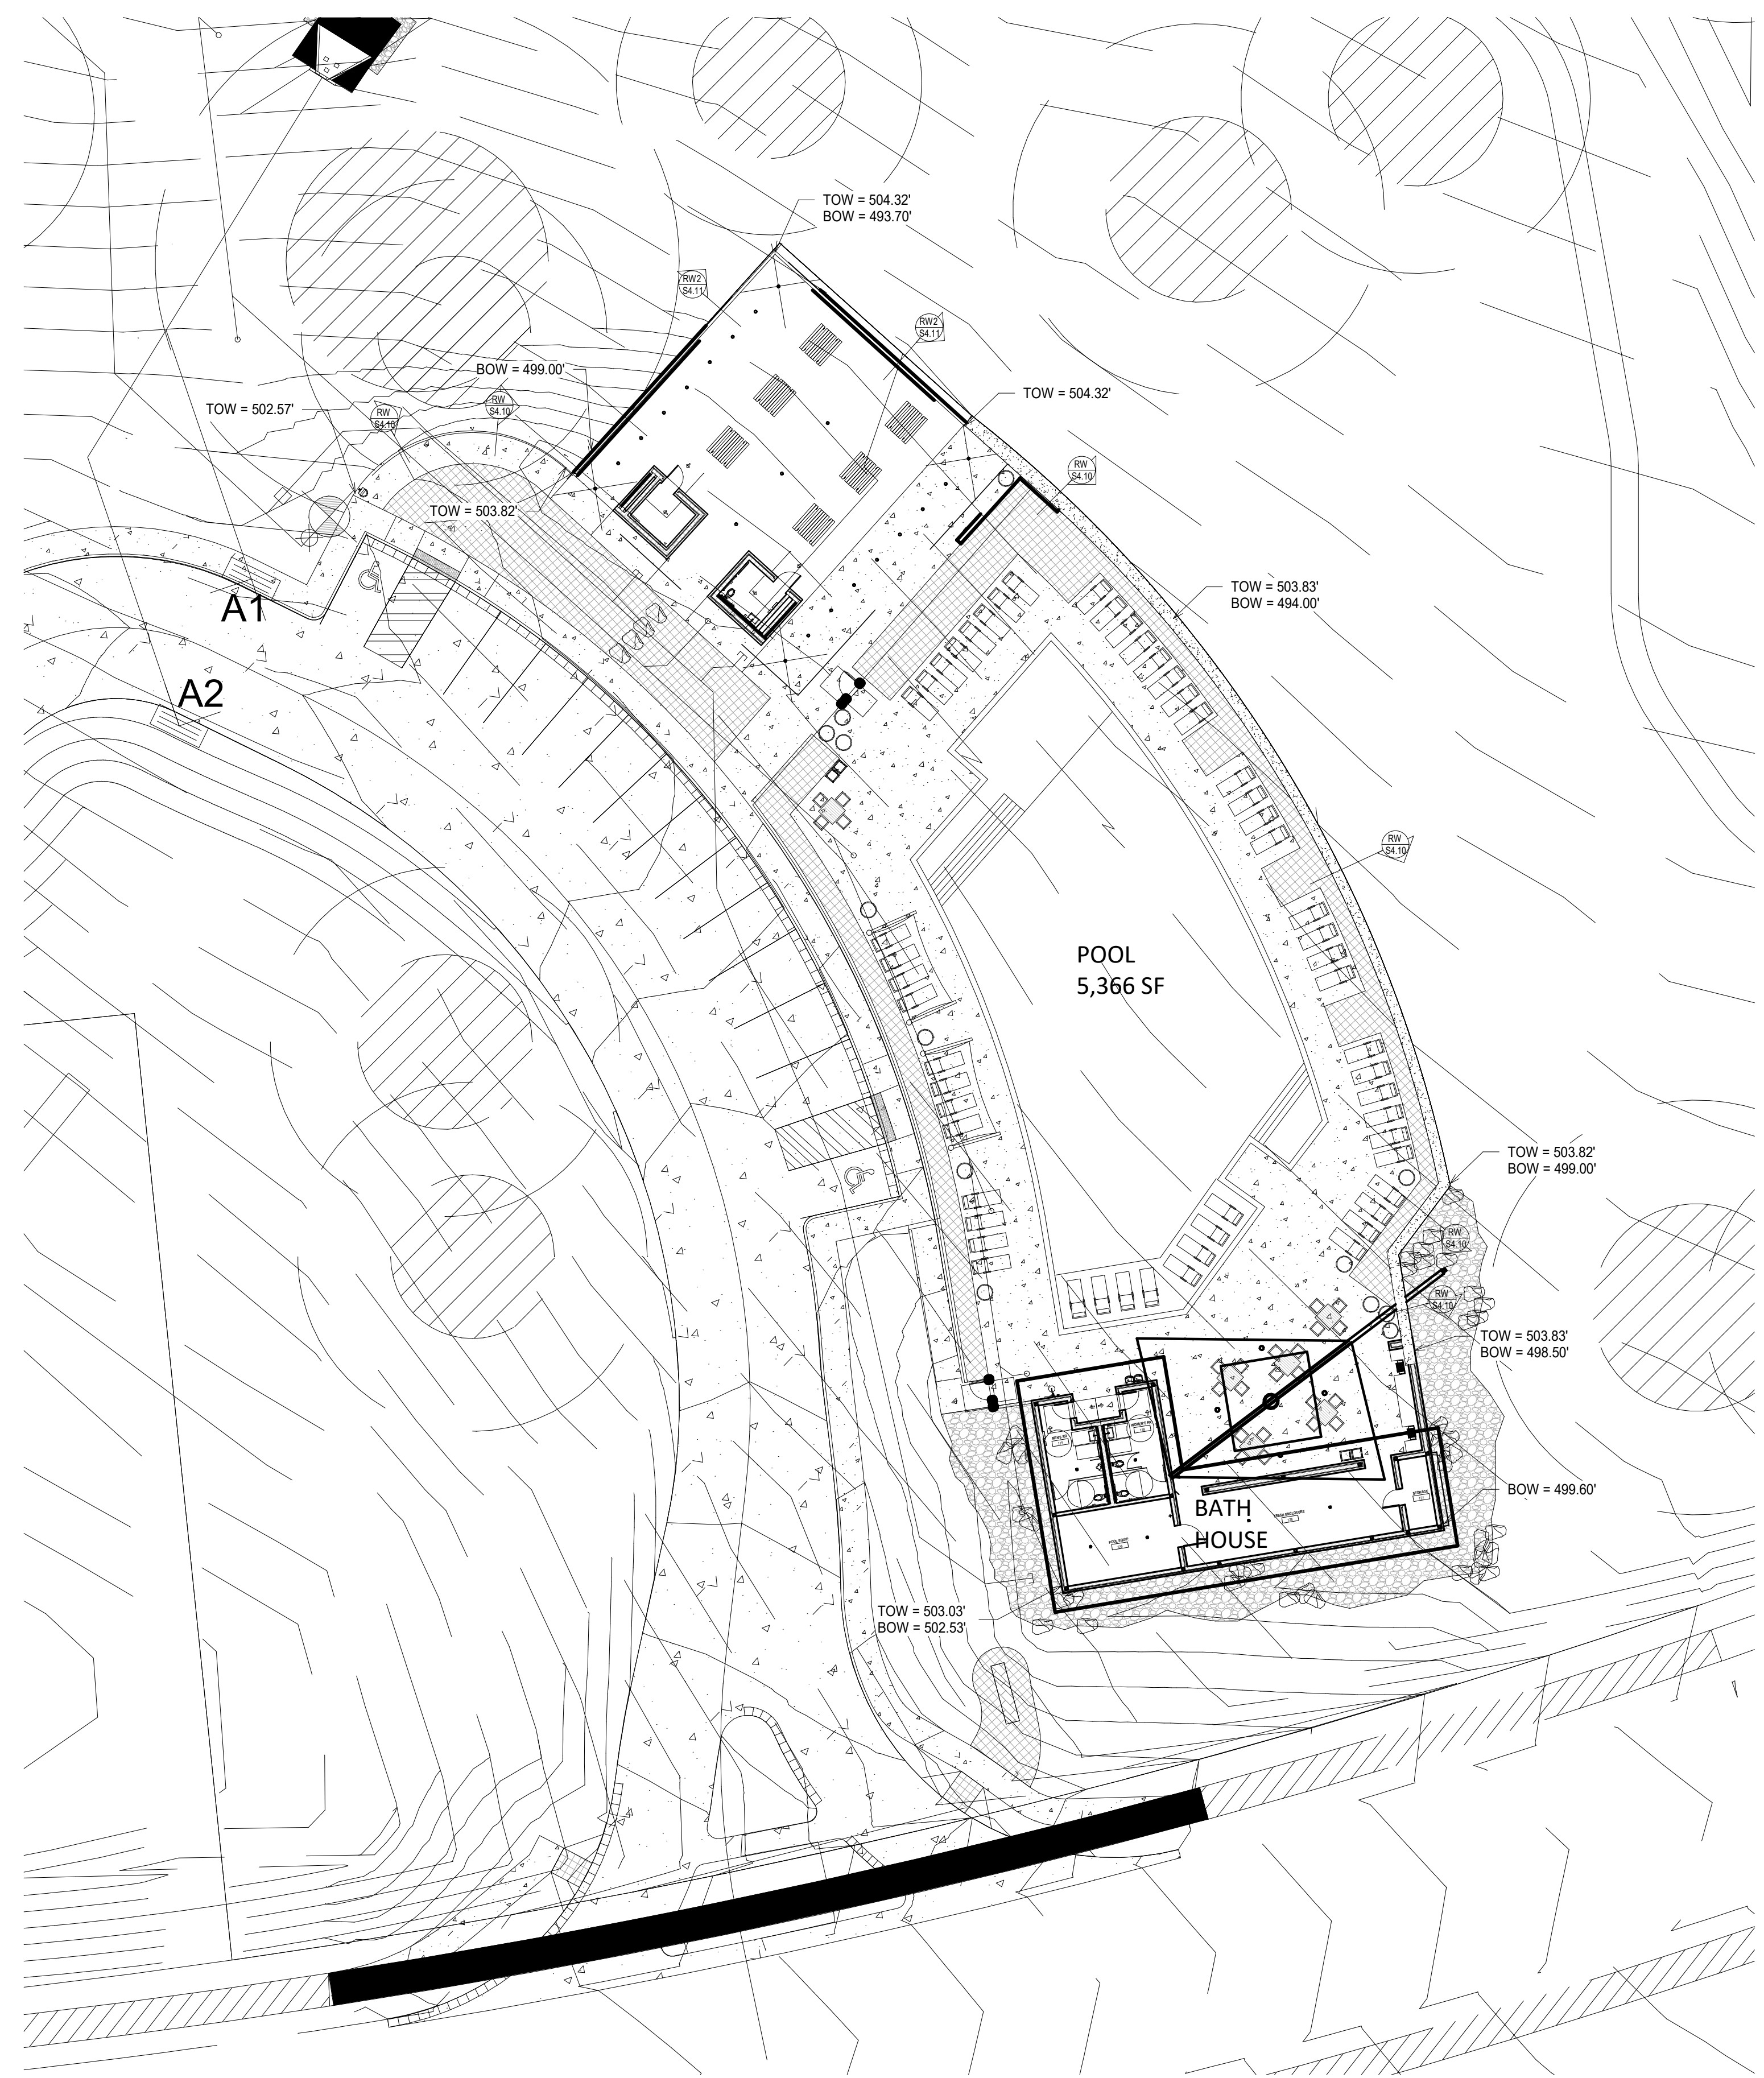 TOW = 504.32'
BOW = 493.70'
RW2
S4.11
RW2
S4.11
BOW = 499.00'
TOW = 504.32'
TOW = 502.57'
RW
S4.10
RW
S4.10
RW
S4.10
TOW = 503.82'
TOW = 503.83'
BOW = 494.00'
A1
A2
RW
S4.10
POOL
5,366 SF
TOW = 503.82'
BOW = 499.00'
RW
S4.10
RW
S4.10
TOW = 503.83'
BOW = 498.50'
BOW = 499.60'
BATH
HOUSE
TOW = 503.03'
BOW = 502.53'